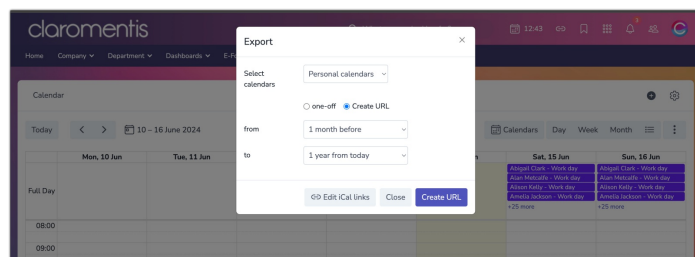 claromentis
12:43
3
Home Company Department Dashboards E-Fo
Export
Select calendars
Personal calendars
one-off Create URL
from
1 month before
to
1 year from today
Edit iCal links Close Create URL
Calendar
Today 10 – 16 June 2024 Calendars Day Week Month
Mon, 10 Jun Tue, 11 Jun Sat, 15 Jun Sun, 16 Jun
Full Day
Abigail Clark - Work day Abigail Clark - Work day
Alan Metcalfe - Work day Alan Metcalfe - Work day
Alison Kelly - Work day Alison Kelly - Work day
Amelia Jackson - Work day Amelia Jackson - Work day
+25 more +25 more
08:00
09:00